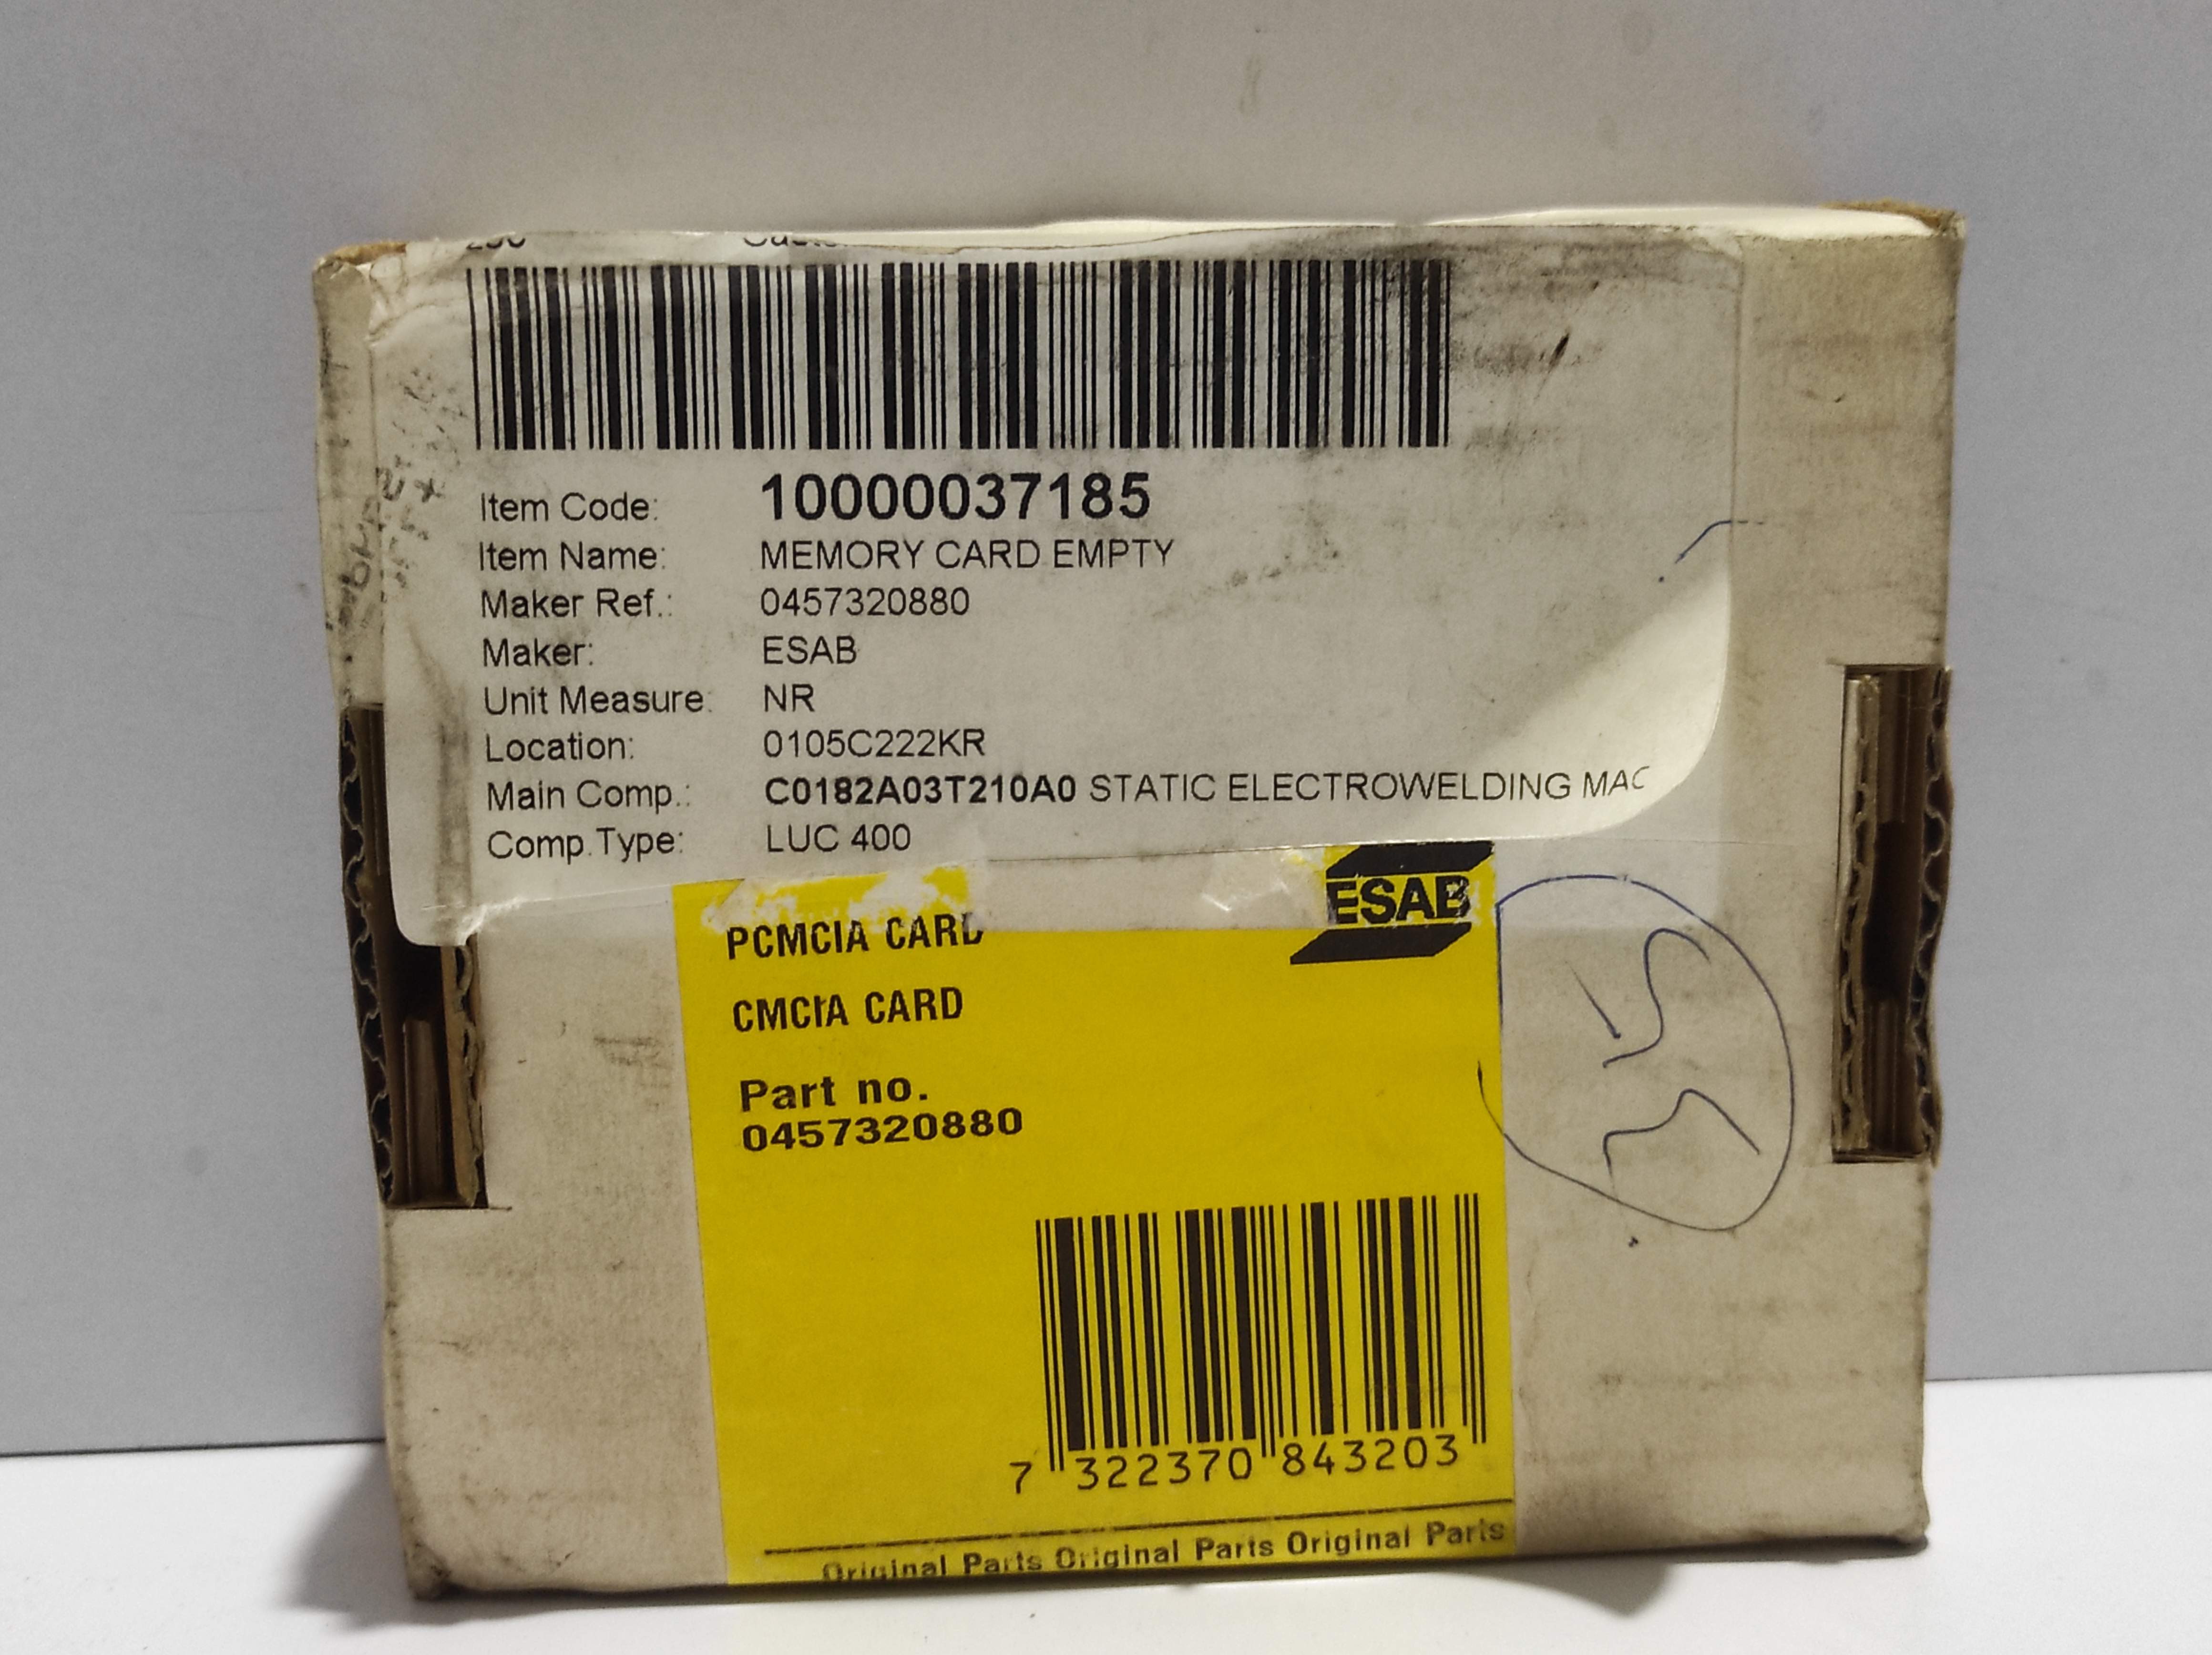 Item Code: 10000037185
Item Name: MEMORY CARD EMPTY
Maker Ref.: 0457320880
Maker: ESAB
Unit Measure: NR
Location: 0105C222KR
Main Comp.: C0182A03T210A0 STATIC ELECTROWELDING MAC
Comp.Type: LUC 400
ESAB
PCMCIA CARD
CMCIA CARD
Part no.
0457320880
7 322370 843203
Original Parts Original Parts Original Parts